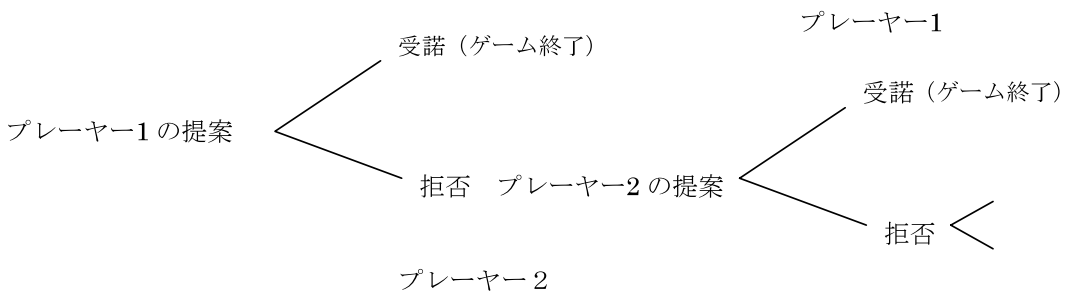 プレーヤー1
受諾（ゲーム終了）
受諾（ゲーム終了）
プレーヤー1 の提案
拒否 プレーヤー2 の提案
拒否
プレーヤー２